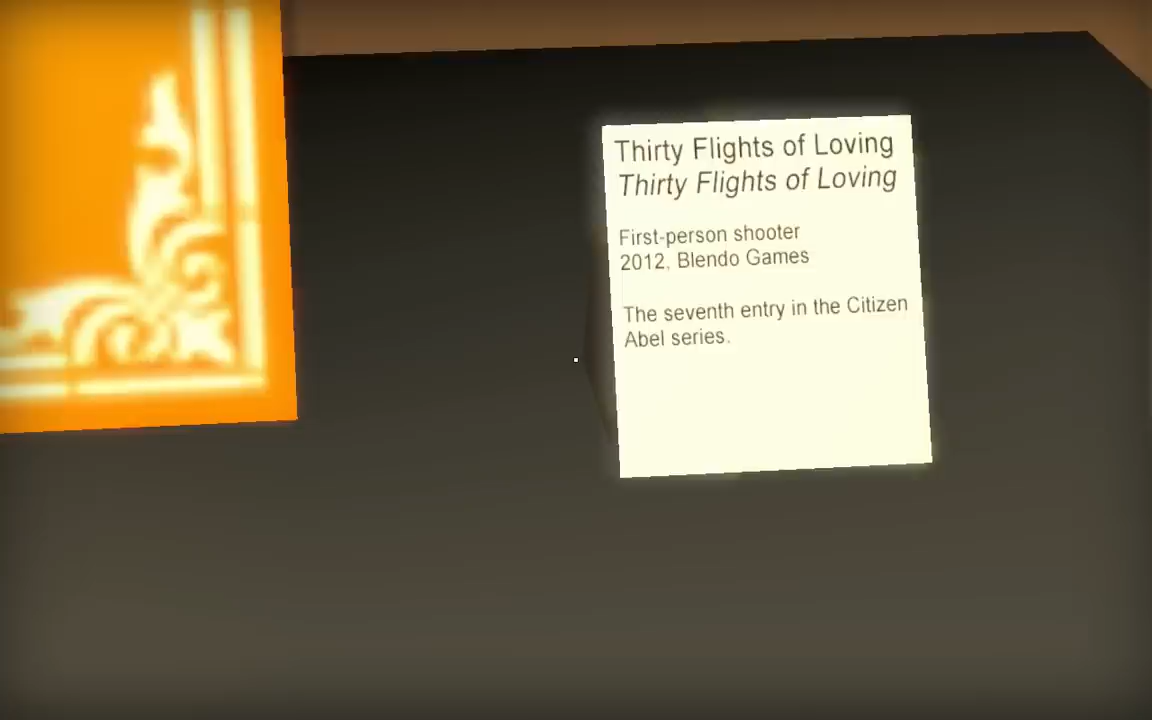 Thirty Flights of Loving
Thirty Flights of Loving
First-person shooter
2012, Blendo Games
The seventh entry in the Citizen
Abel series.